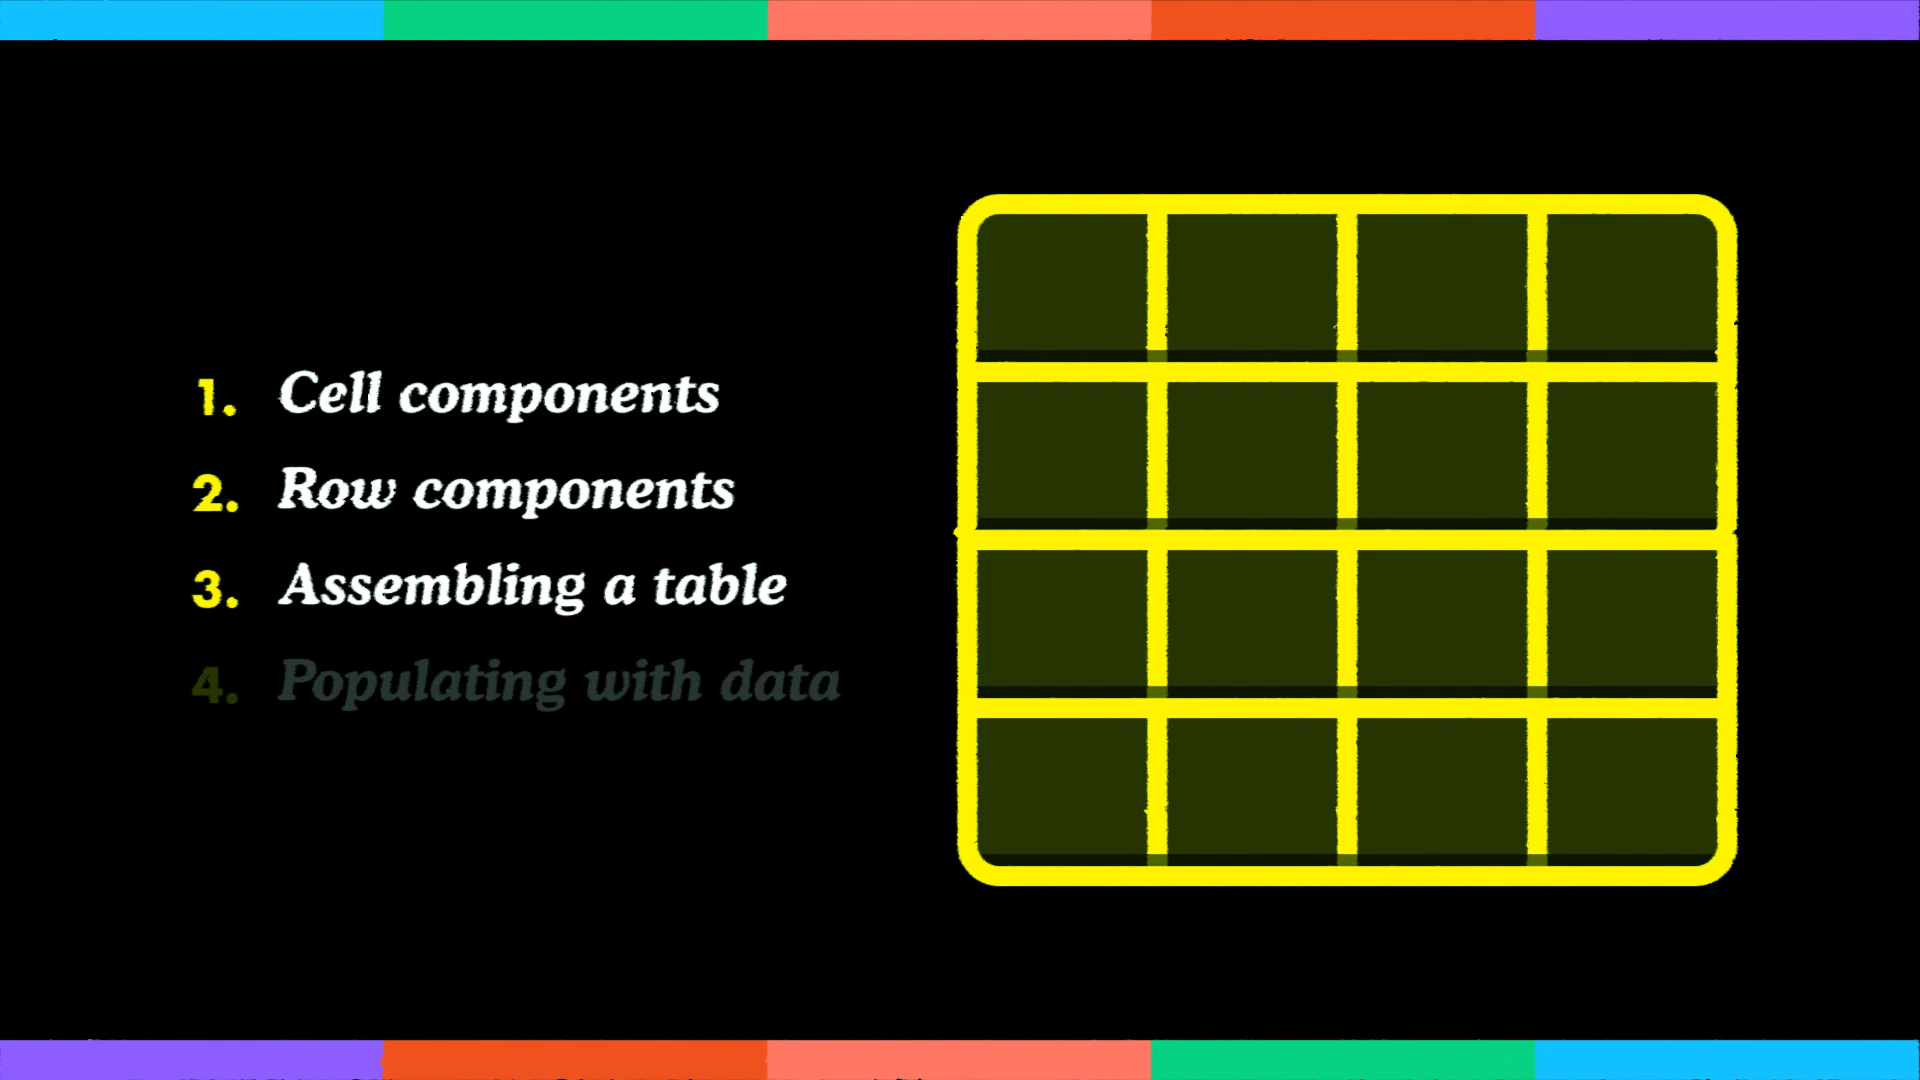 1. Cell components
2. Row components
3. Assembling a table
4. Populating with data